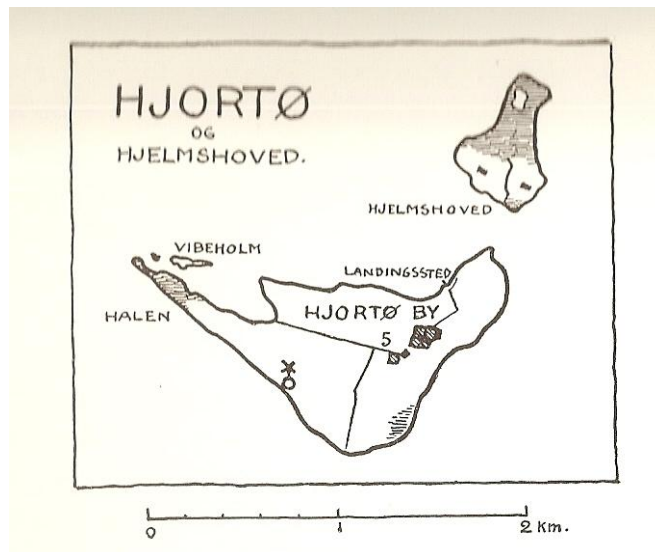 HJORTØ
OG
HJELMSHOVED.
HJELMSHOVED
VIBEHOLM
LANDINGSSTED
HALEN
HJORTØ BY
5
0 1 2 km.